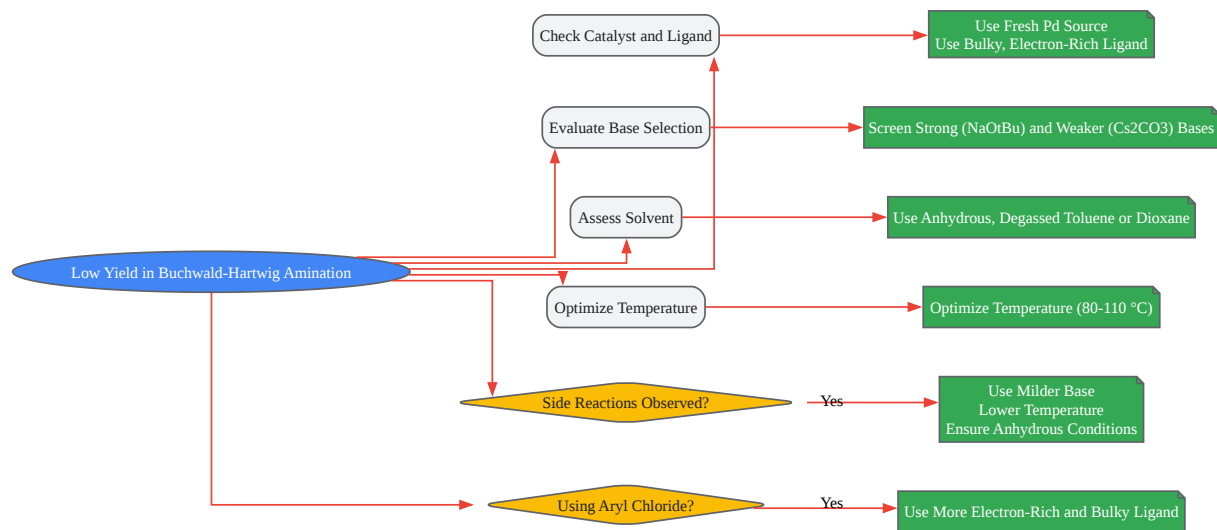 Check Catalyst and Ligand
Use Fresh Pd Source
Use Bulky, Electron-Rich Ligand
Evaluate Base Selection
Screen Strong (NaOtBu) and Weaker (Cs2CO3) Bases
Assess Solvent
Use Anhydrous, Degassed Toluene or Dioxane
Low Yield in Buchwald-Hartwig Amination
Optimize Temperature
Optimize Temperature (80-110 °C)
Side Reactions Observed?
Yes
Use Milder Base
Lower Temperature
Ensure Anhydrous Conditions
Using Aryl Chloride?
Yes
Use More Electron-Rich and Bulky Ligand